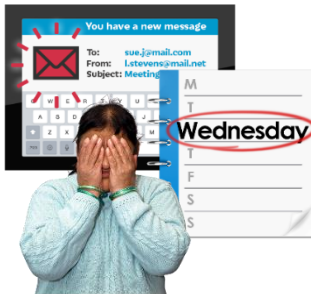 You have a new message
To: sue.j@mail.com
From: l.stevens@mail.net
Subject: Meeting
M
T
Wednesday
T
F
S
S